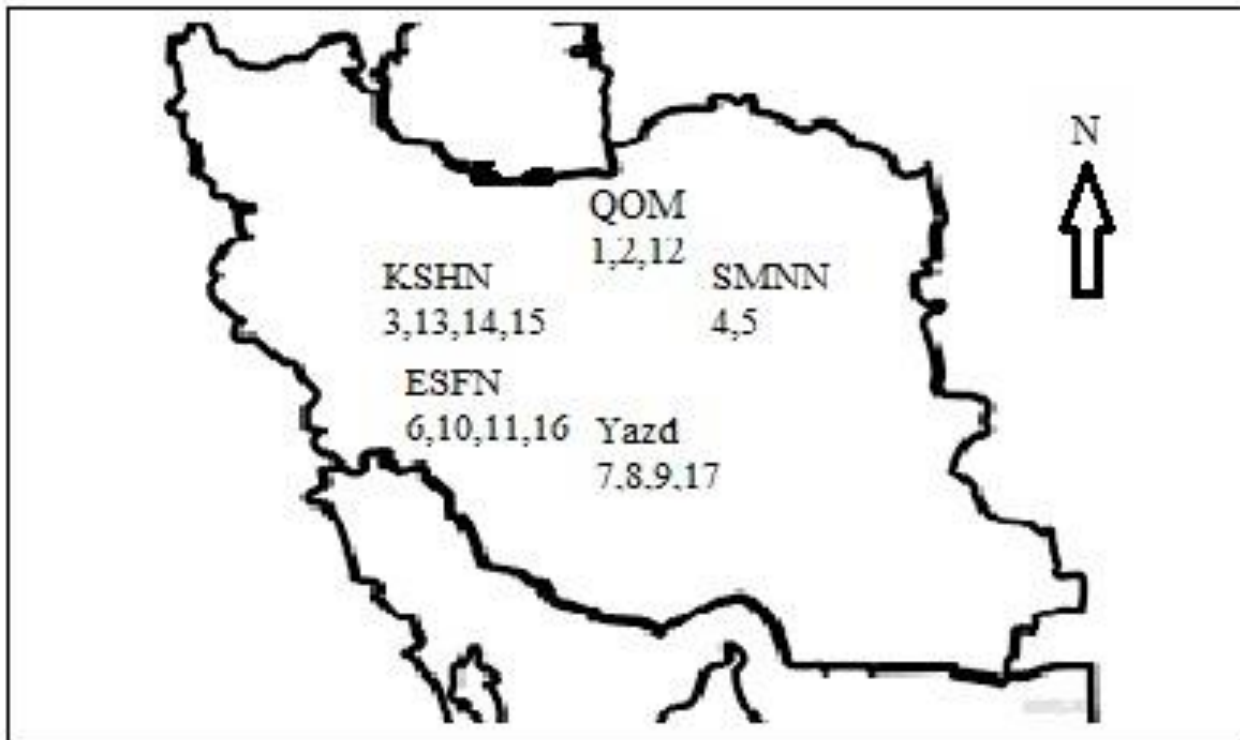 N
QOM
1,2,12
KSHN
3,13,14,15
SMNN
4,5
ESFN
6,10,11,16
Yazd
7,8,9,17